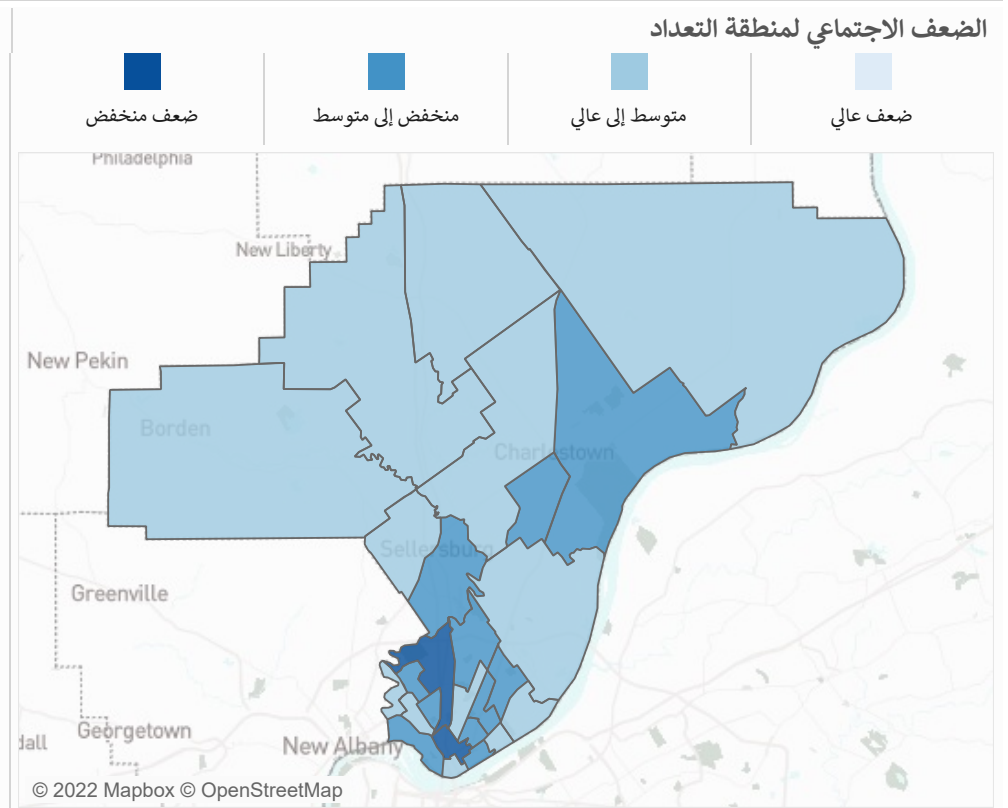 الضعف الاجتماعي لمنطقة التعداد
ضعف عالي
متوسط إلى عالي
منخفض إلى متوسط
ضعف منخفض
Philadelphia
New Liberty
New Pekin
Borden
Charlestown
Sellersburg
Greenville
Georgetown
New Albany
© 2022 Mapbox © OpenStreetMap